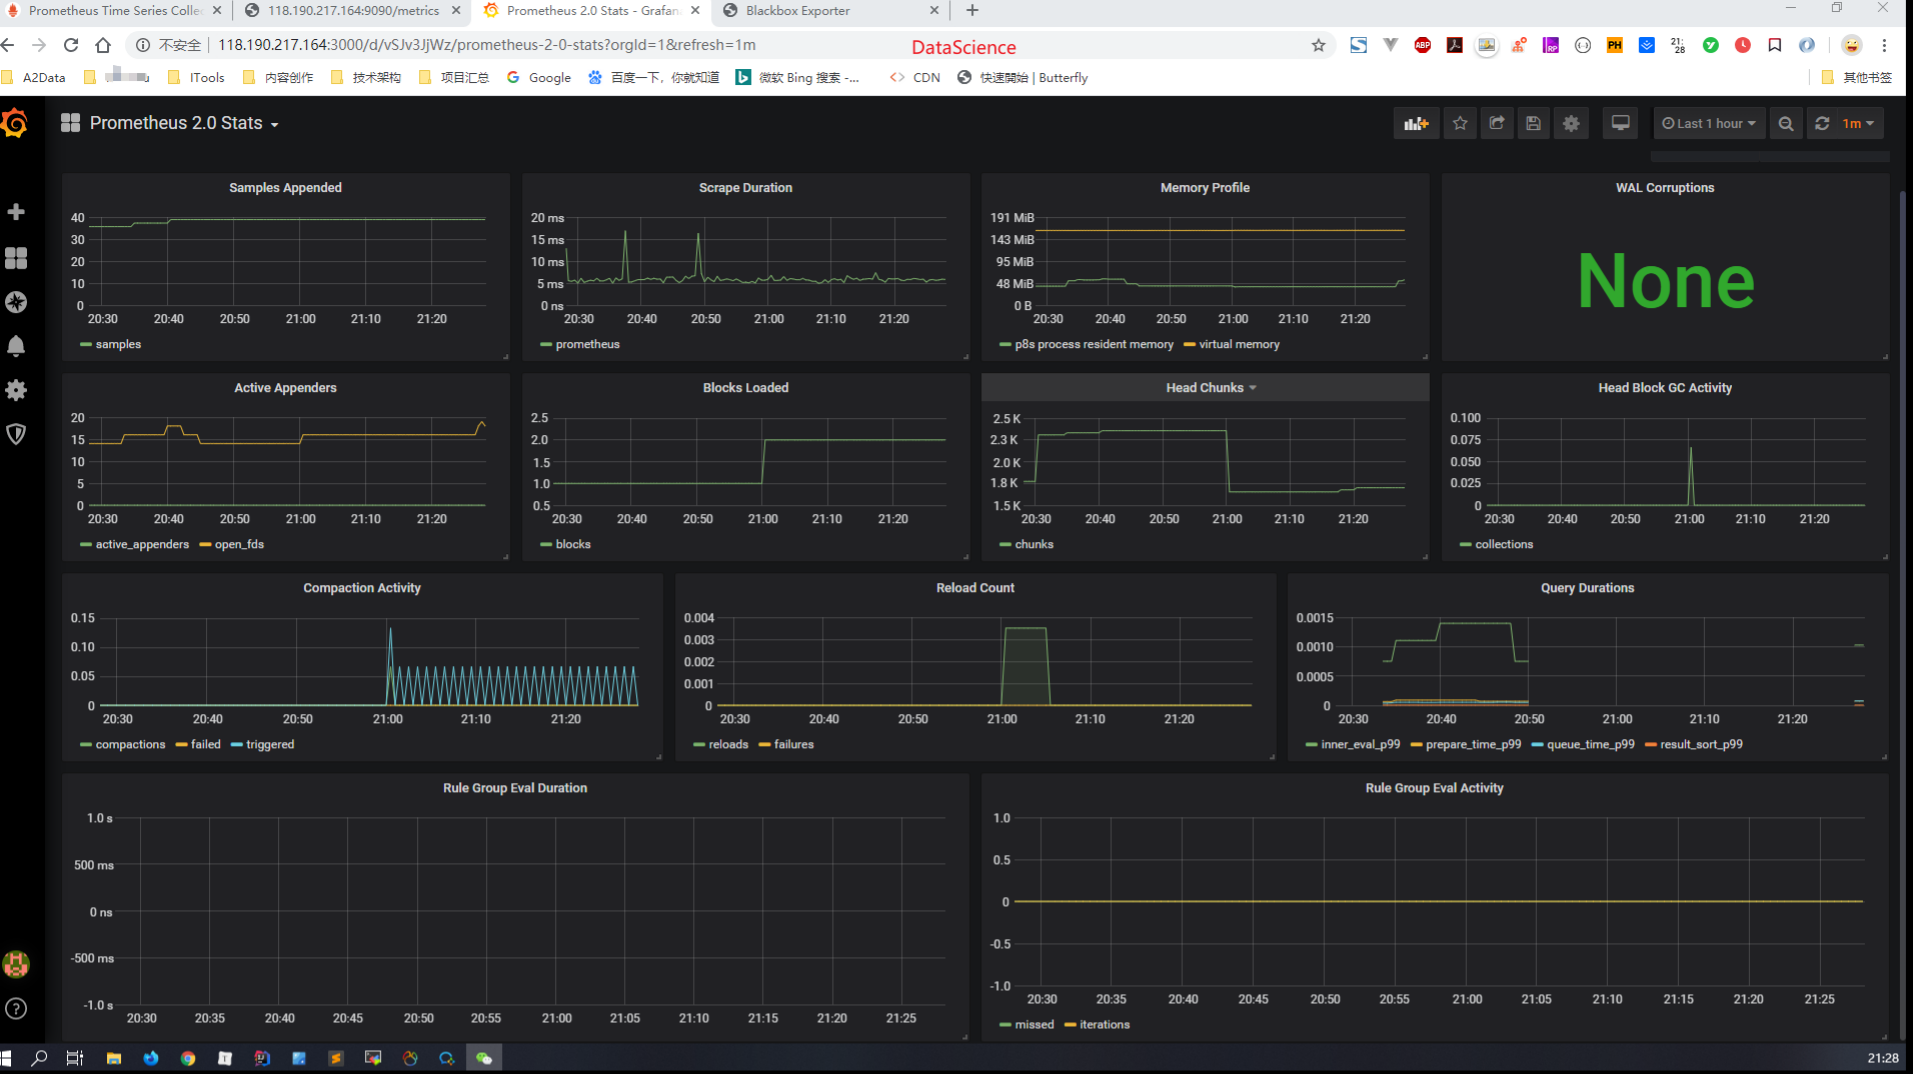 Prometheus Time Series Colle
118.190.217.164:9090/metrics
Prometheus 2.0 Stats - Grafan
Blackbox Exporter
不安全 118.190.217.164:3000/d/vSJv3JjWz/prometheus-2-0-stats?orgId=1&refresh=1m
DataScience
ABP
RP
PH
21:
28
A2Data
ITools
内容创作
技术架构
项目汇总
Google
百度一下，你就知道
微软 Bing 搜索 -...
CDN
快速開始 | Butterfly
其他书签
Prometheus 2.0 Stats
Last 1 hour
1m
Samples Appended
40
30
20
10
0
20:30 20:40 20:50 21:00 21:10 21:20
samples
Scrape Duration
20 ms
15 ms
10 ms
5 ms
0 ns
20:30 20:40 20:50 21:00 21:10 21:20
prometheus
Memory Profile
191 MiB
143 MiB
95 MiB
48 MiB
0 B
20:30 20:40 20:50 21:00 21:10 21:20
p8s process resident memory virtual memory
WAL Corruptions
None
Active Appenders
20
15
10
5
0
20:30 20:40 20:50 21:00 21:10 21:20
active_appenders open_fds
Blocks Loaded
2.5
2.0
1.5
1.0
0.5
20:30 20:40 20:50 21:00 21:10 21:20
blocks
Head Chunks
2.5 K
2.3 K
2.0 K
1.8 K
1.5 K
20:30 20:40 20:50 21:00 21:10 21:20
chunks
Head Block GC Activity
0.100
0.075
0.050
0.025
0
20:30 20:40 20:50 21:00 21:10 21:20
collections
Compaction Activity
0.15
0.10
0.05
0
20:30 20:40 20:50 21:00 21:10 21:20
compactions failed triggered
Reload Count
0.004
0.003
0.002
0.001
0
20:30 20:40 20:50 21:00 21:10 21:20
reloads failures
Query Durations
0.0015
0.0010
0.0005
0
20:30 20:40 20:50 21:00 21:10 21:20
inner_eval_p99 prepare_time_p99 queue_time_p99 result_sort_p99
Rule Group Eval Duration
1.0 s
500 ms
0 ns
-500 ms
-1.0 s
20:30 20:35 20:40 20:45 20:50 20:55 21:00 21:05 21:10 21:15 21:20 21:25
Rule Group Eval Activity
1.0
0.5
0
-0.5
-1.0
20:30 20:35 20:40 20:45 20:50 20:55 21:00 21:05 21:10 21:15 21:20 21:25
missed iterations
21:28